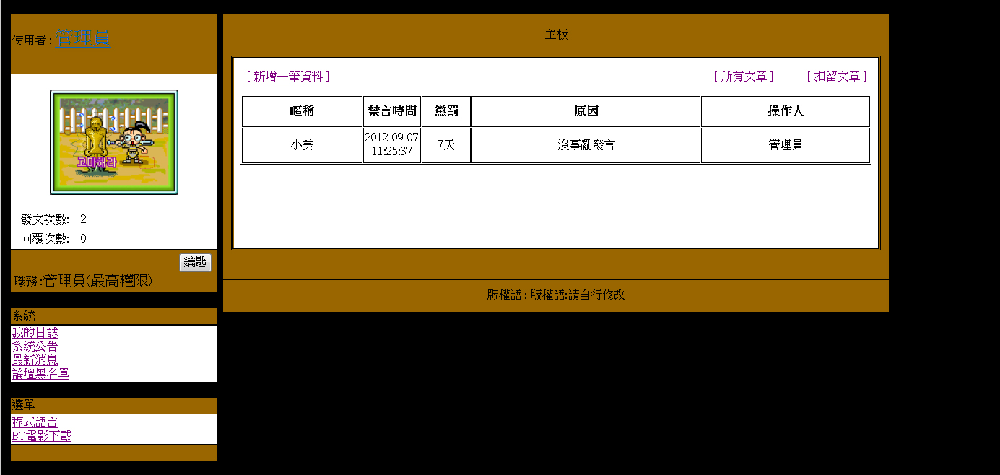 使用者 : 管理員
고마해라
發文次數: 2
回覆次數: 0
鑰匙
職務 :管理員(最高權限)
系統
我的日誌
系統公告
最新消息
論壇黑名單
選單
程式語言
BT電影下載
主板
[ 新增一筆資料 ] [ 所有文章 ] [ 扣留文章 ]
暱稱 禁言時間 懲罰 原因 操作人
小美 2012-09-07 11:25:37 7天 沒事亂發言 管理員
版權語 : 版權語:請自行修改